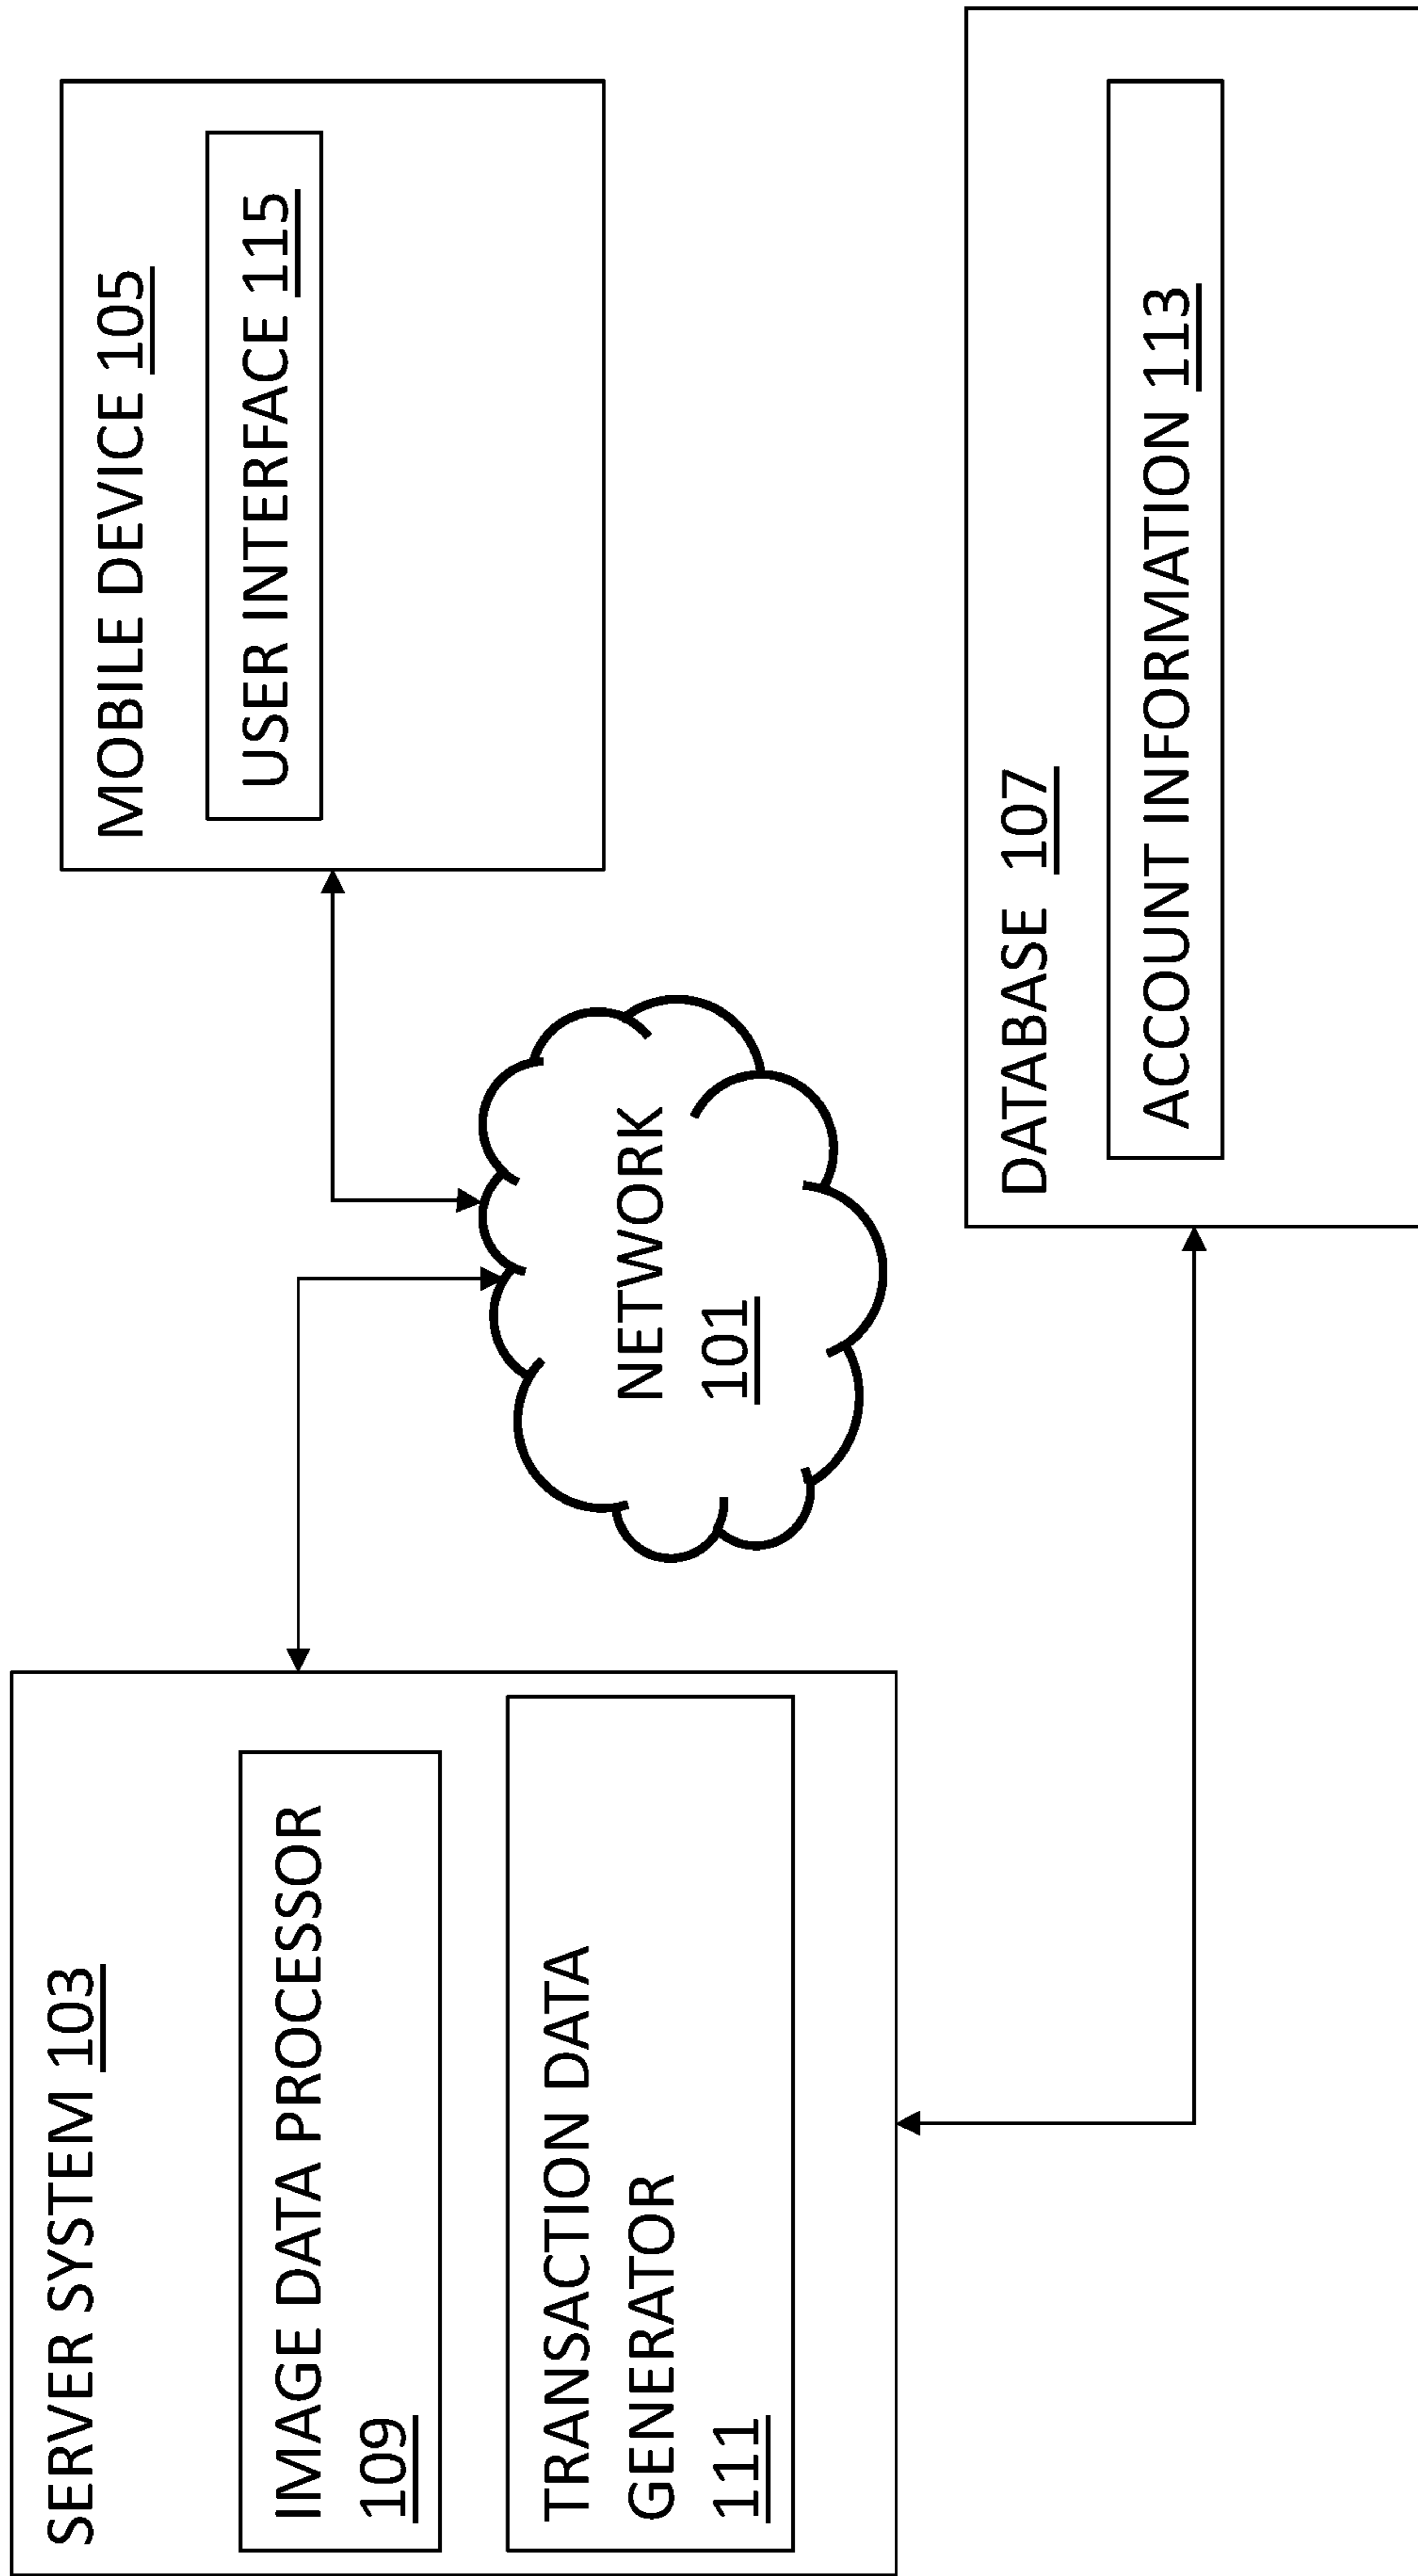 SERVER SYSTEM 103
IMAGE DATA PROCESSOR
109
TRANSACTION DATA
GENERATOR
111
NETWORK
101
MOBILE DEVICE 105
USER INTERFACE 115
DATABASE 107
ACCOUNT INFORMATION 113